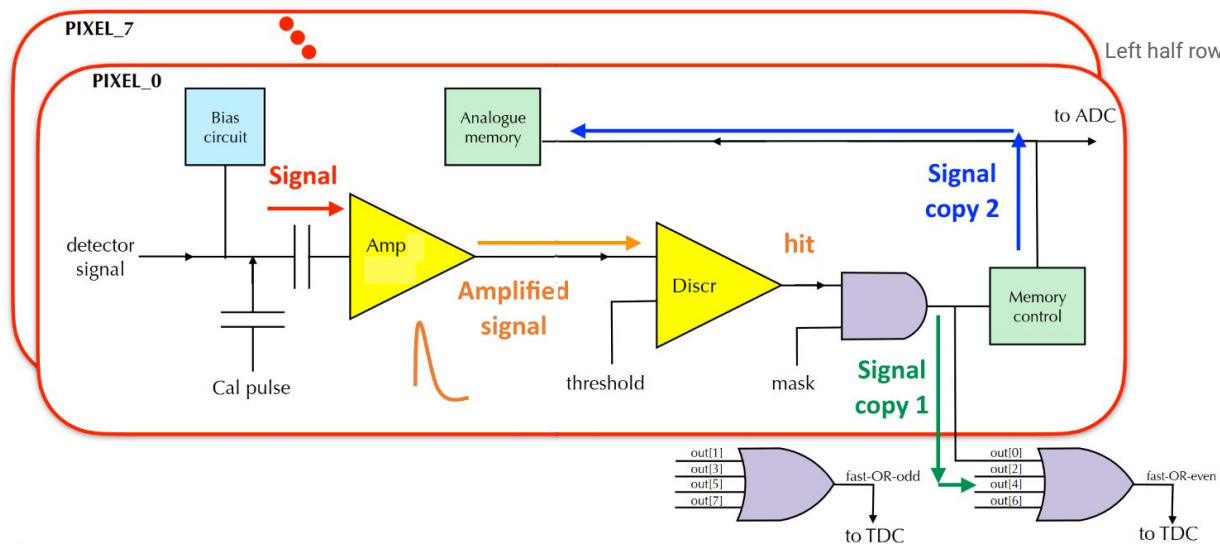 PIXEL_7
Left half row
PIXEL_0
Bias
circuit
Analogue
memory
to ADC
Signal
Signal
copy 2
detector
signal
Amp
hit
Discr
Amplified
signal
Memory
control
Cal pulse
threshold
mask
Signal
copy 1
out[1]
out[3]
out[5]
out[7]
fast-OR-odd
to TDC
out[0]
out[2]
out[4]
out[6]
fast-OR-even
to TDC